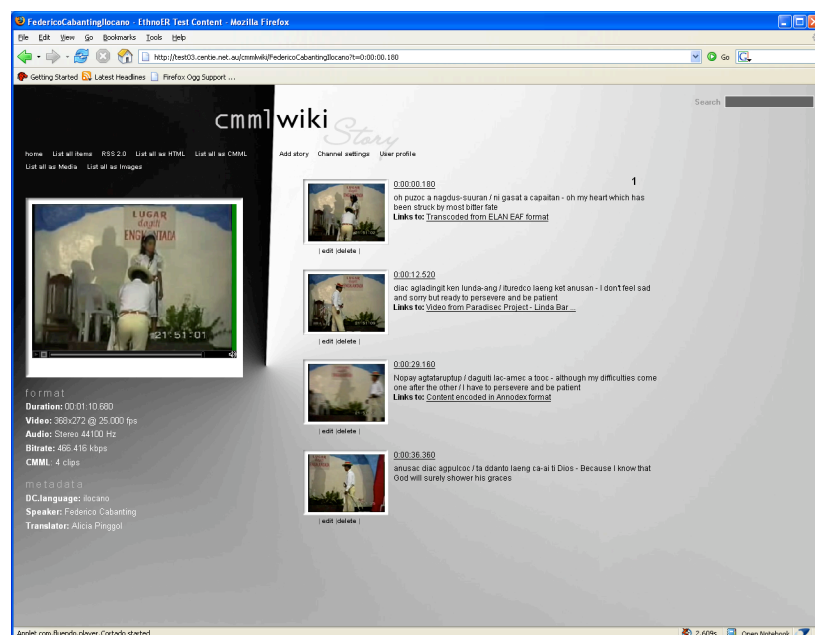 FedericoCabantingIlocano - EthnoER Test Content - Mozilla Firefox
File Edit View Go Bookmarks Tools Help
http://test03.centie.net.au/cmmlwiki/FedericoCabantingIlocano?t=0:00:00.180
Go
Getting Started Latest Headlines Firefox Ogg Support ...
Search
cmmlwiki
Story
home List all items RSS 2.0 List all as HTML List all as CMML
List all as Media List all as Images
Add story Channel settings User profile
LUGAR
dagiti
ENGKANTADA
21:51:01
format
Duration: 00:01:10.680
Video: 368x272 @ 25.000 fps
Audio: Stereo 44100 Hz
Bitrate: 466.416 kbps
CMML: 4 clips
metadata
DC.language: ilocano
Speaker: Federico Cabanting
Translator: Alicia Pinggol
1
0:00:00.180
oh puzoc a nagdus-suuran / ni gasat a capaitan - oh my heart which has
been struck by most bitter fate
Links to: Transcoded from ELAN EAF format
| edit |delete |
0:00:12.520
diac agladingit ken lunda-ang / ituredco laeng ket anusan - I don't feel sad
and sorry but ready to persevere and be patient
Links to: Video from Paradisec Project - Linda Bar ...
| edit |delete |
0:00:29.160
Nopay agtataruptup / daguiti lac-amec a tooc - although my difficulties come
one after the other / I have to persevere and be patient
Links to: Content encoded in Annodex format
| edit |delete |
0:00:36.360
anusac diac agpulcoc / ta ddanto laeng ca-ai ti Dios - Because I know that
God will surely shower his graces
| edit |delete |
Applet com.fluendo.player.Cortado started
2.609s Open Notebook